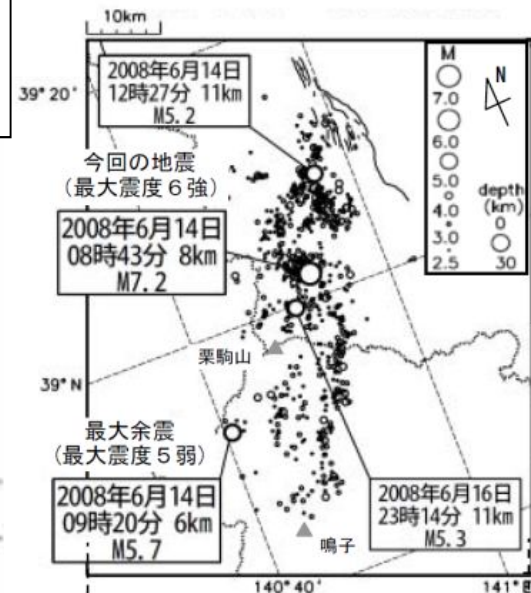 10km
39°20'
2008年6月14日
12時27分 11km
M5.2
今回の地震
(最大震度6強)
2008年6月14日
08時43分 8km
M7.2
栗駒山
39°N
最大余震
(最大震度5弱)
2008年6月14日
09時20分 6km
M5.7
2008年6月16日
23時14分 11km
M5.3
鳴子
140°40'
M
7.0
6.0
5.0
4.0
3.0
2.5
N
depth
(km)
0
30